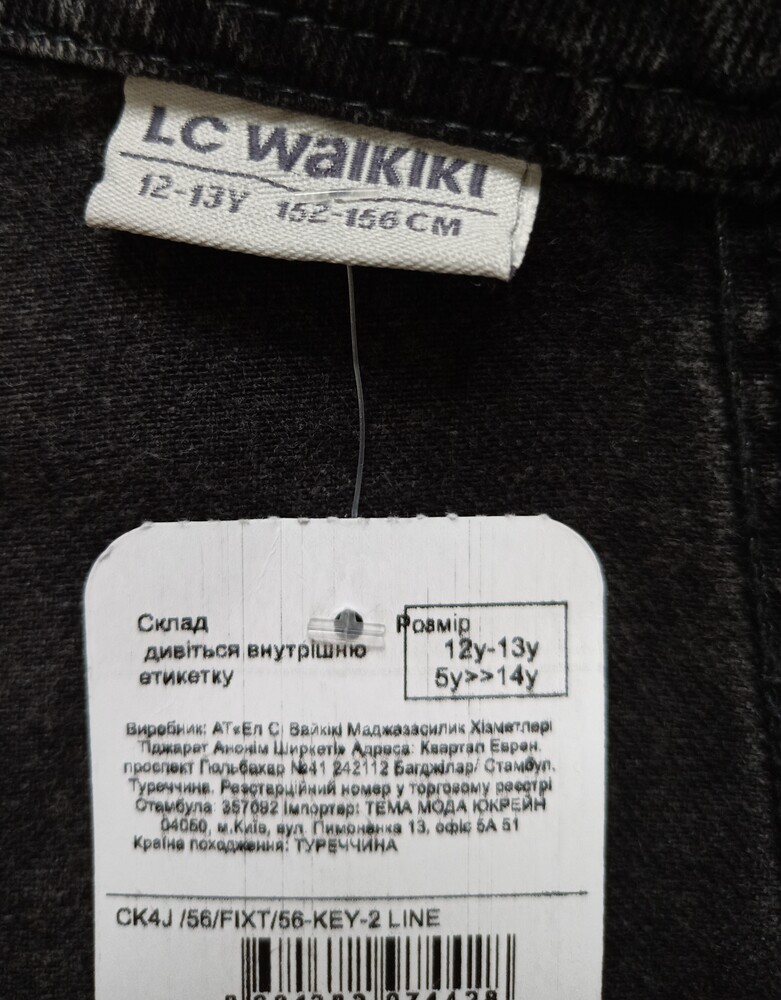 LC Waikiki
12-13Y 152-156 CM
Склад
дивіться внутрішню
етикетку
Розмір
12y-13y
5y>>14y
Виробник: АТ«Ел Сі Вайкікі Маджазасилик Хізметлері
Тіджарет Анонім Ширкеті» Адреса: Квартал Еврен,
проспект Гюльбахар №41 242112 Багджілар/ Стамбул,
Туреччина. Реєстраційний номер у торговому реєстрі
Стамбула: 357092 Імпортер: ТЕМА МОДА ЮКРЕЙН
04050, м.Київ, вул. Пимоненка 13, офіс 5А 51
Країна походження: ТУРЕЧЧИНА
CK4J /56/FIXT/56-KEY-2 LINE